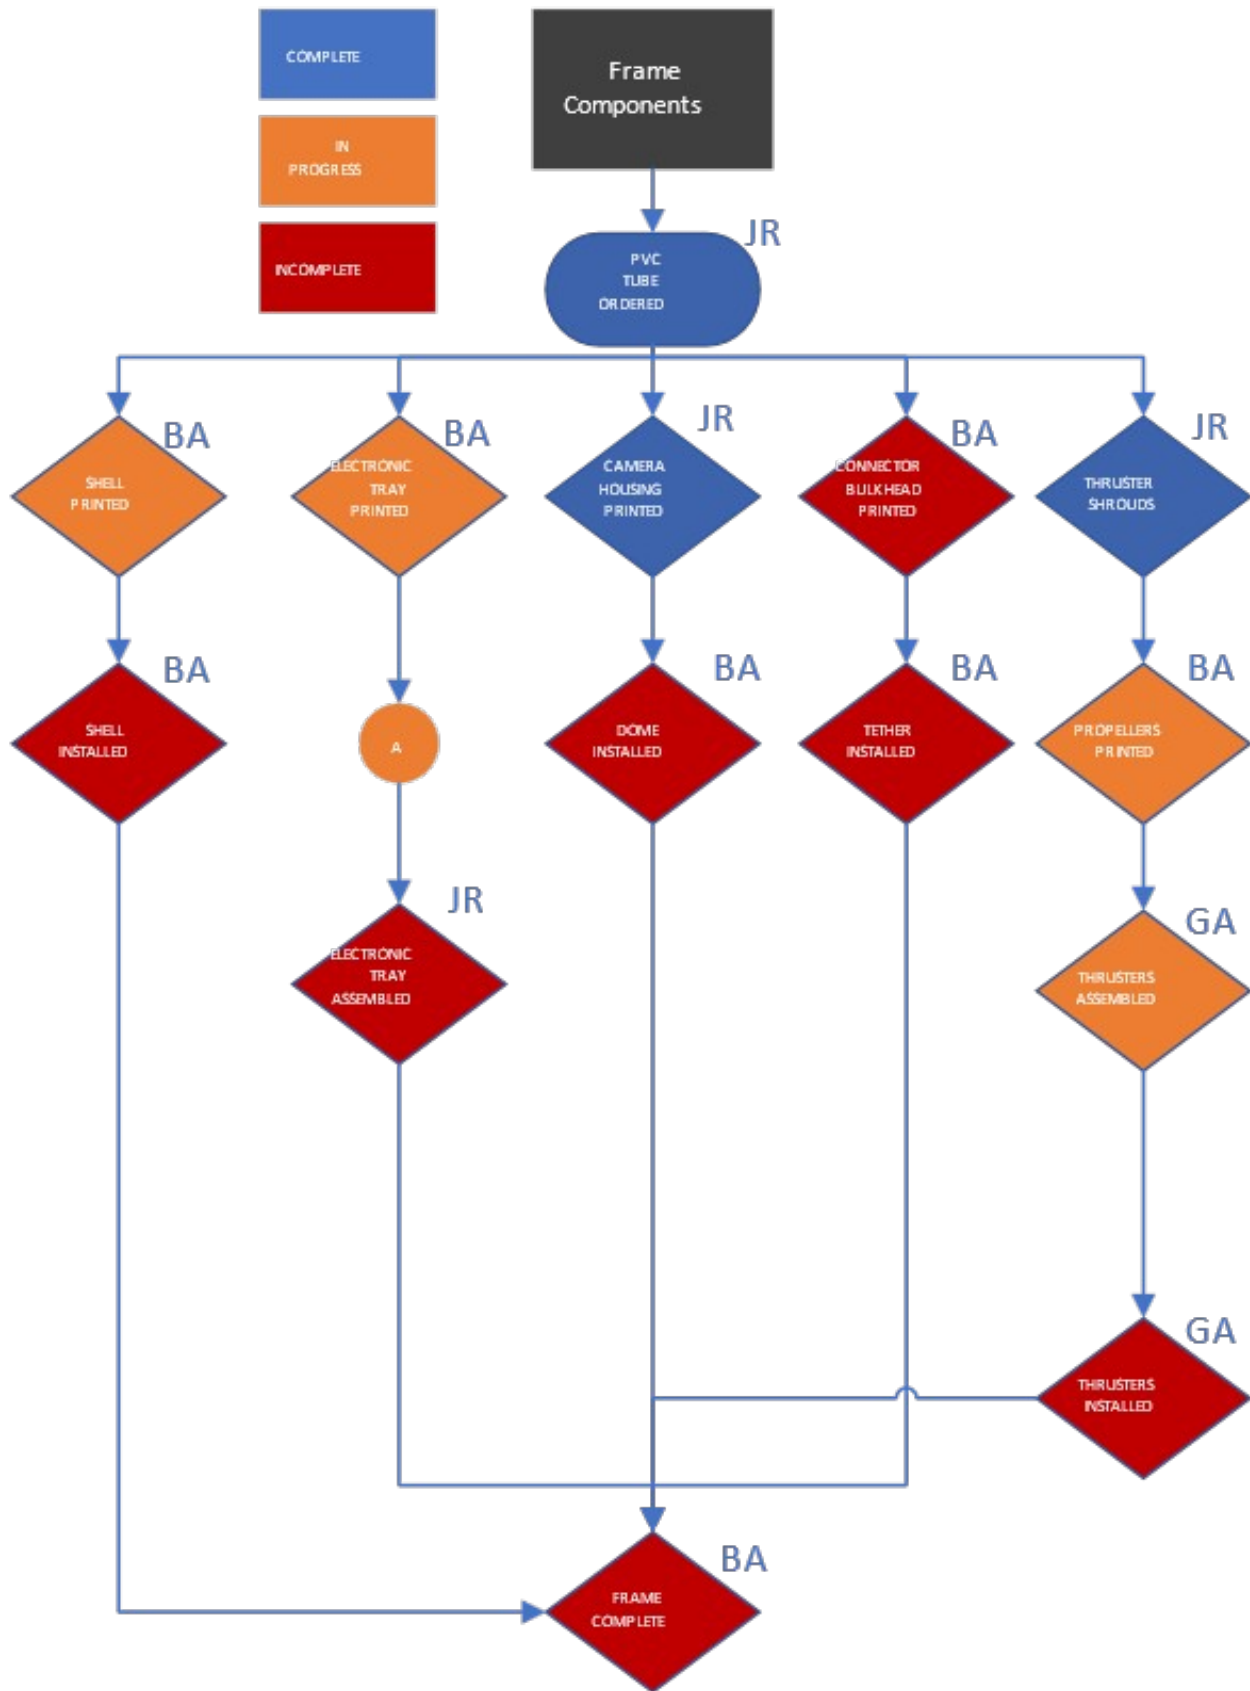 COMPLETE
IN
PROGRESS
INCOMPLETE
Frame
Components
JR
PVC
TUBE
ORDERED
BA
SHELL
PRINTED
BA
ELECTRONIC
TRAY
PRINTED
JR
CAMERA
HOUSING
PRINTED
BA
CONNECTOR
BULKHEAD
PRINTED
JR
THRUSTER
SHROUDS
BA
SHELL
INSTALLED
A
BA
DOME
INSTALLED
BA
TETHER
INSTALLED
BA
PROPELLERS
PRINTED
JR
ELECTRONIC
TRAY
ASSEMBLED
GA
THRUSTERS
ASSEMBLED
GA
THRUSTERS
INSTALLED
BA
FRAME
COMPLETE